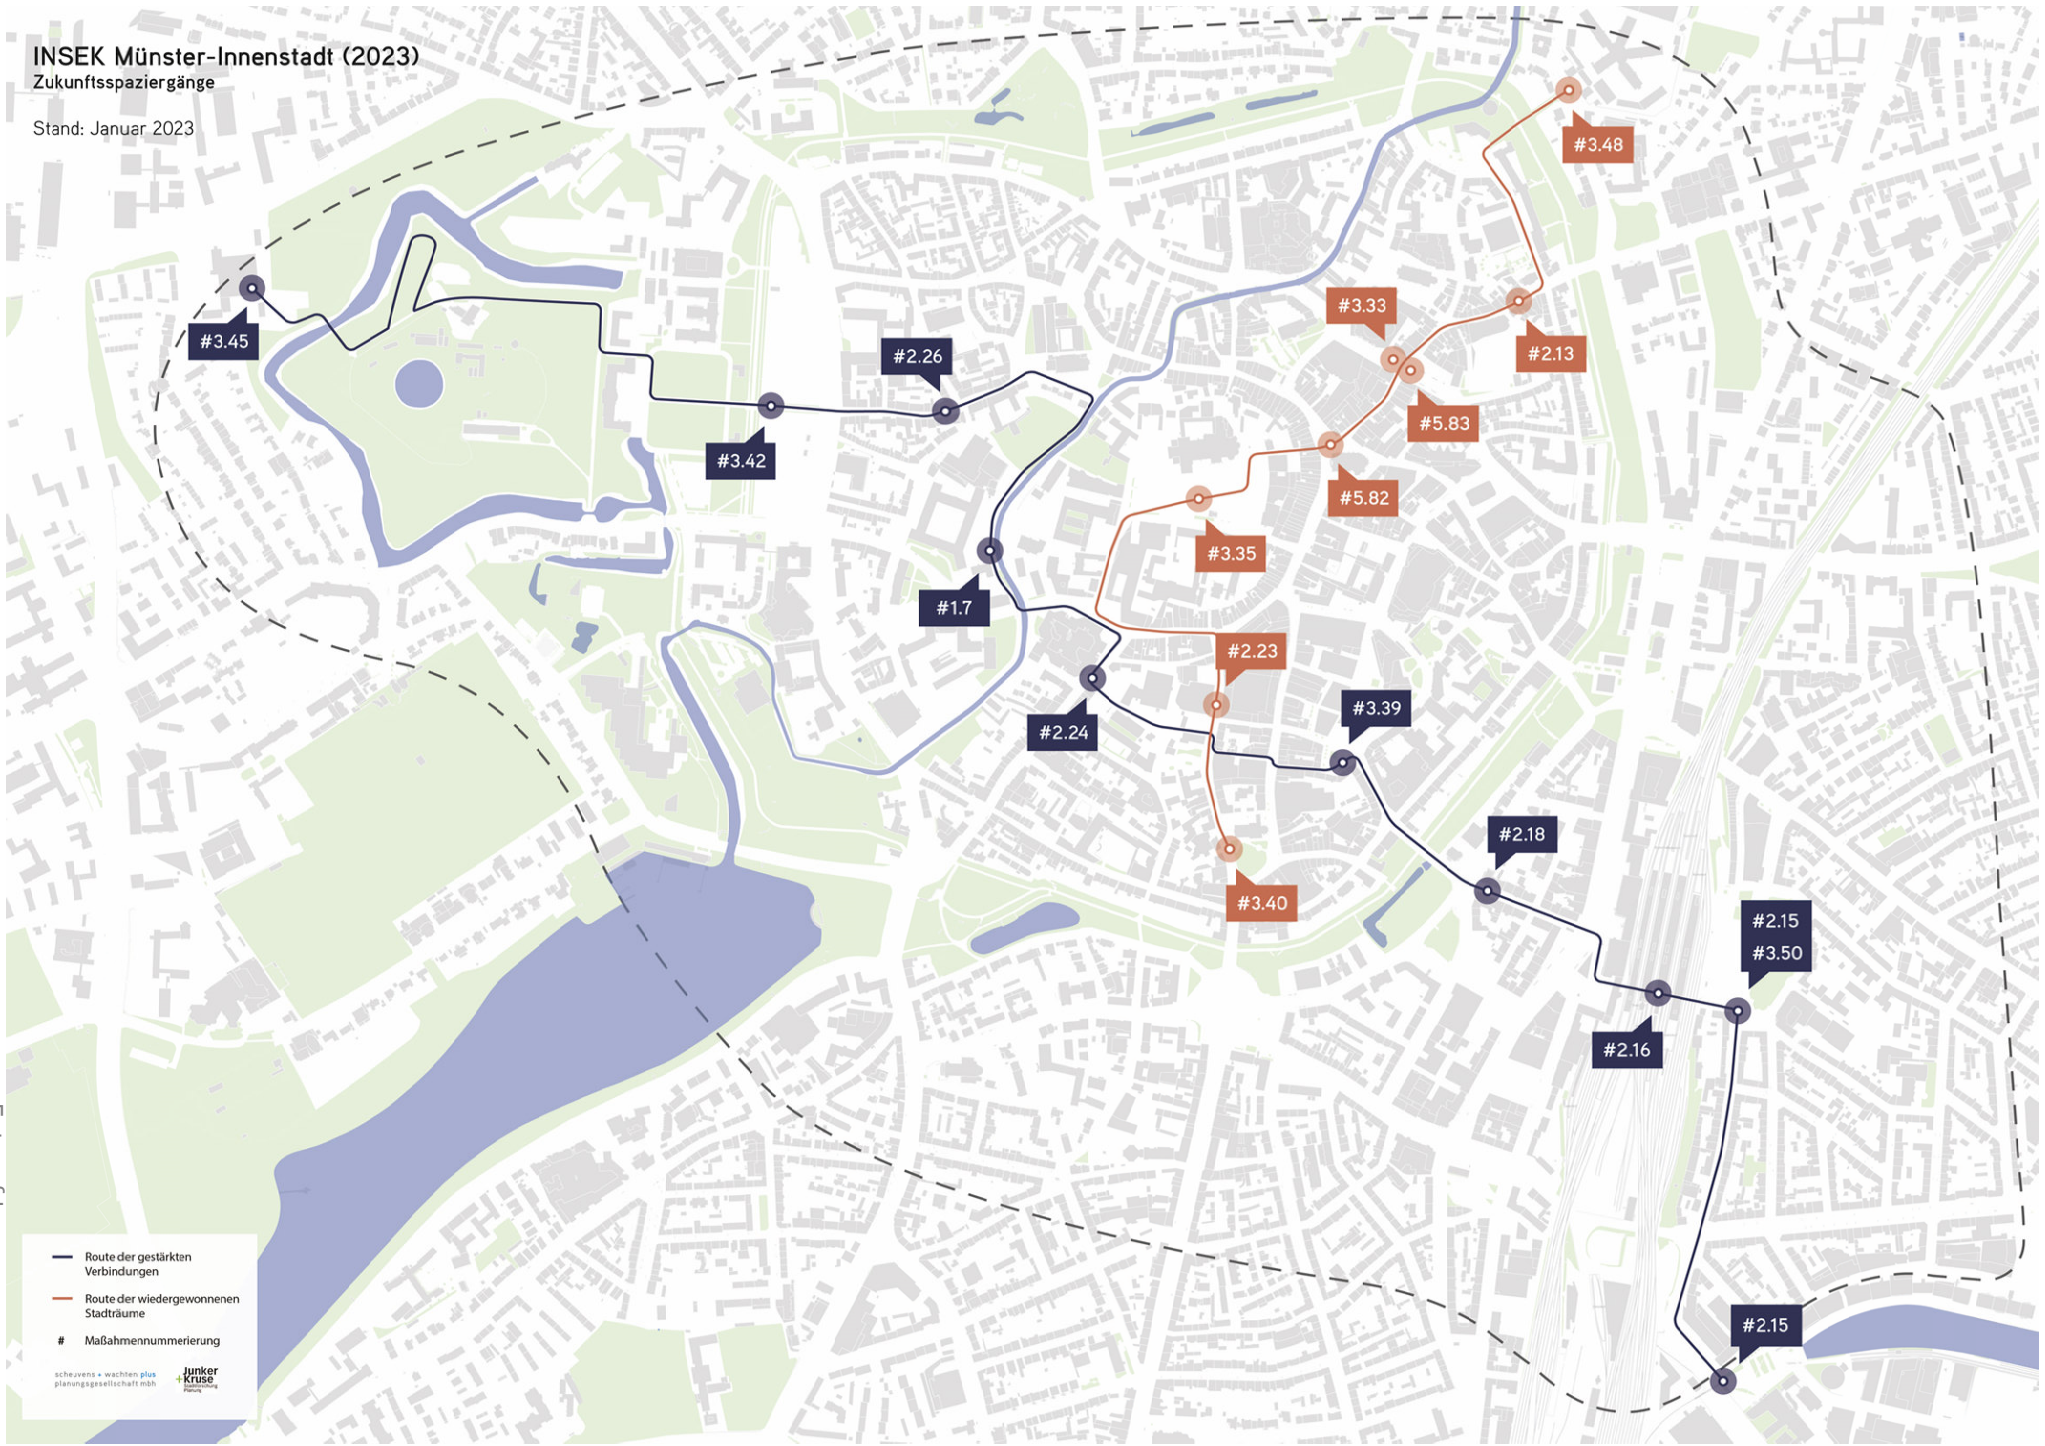 INSEK Münster-Innenstadt (2023)
Zukunftsspaziergänge
Stand: Januar 2023
#3.48
#3.33
#2.13
#3.45
#2.26
#5.83
#3.42
#5.82
#3.35
#1.7
#2.23
#2.24
#3.39
#2.18
#3.40
#2.15
#3.50
#2.16
#2.15
Route der gestärkten
Verbindungen
Route der wiedergewonnenen
Stadträume
# Maßahmennummerierung
scheuvens + wachten plus
planungsgesellschaft mbh
Junker
+Kruse
Stadtforschung
Planung